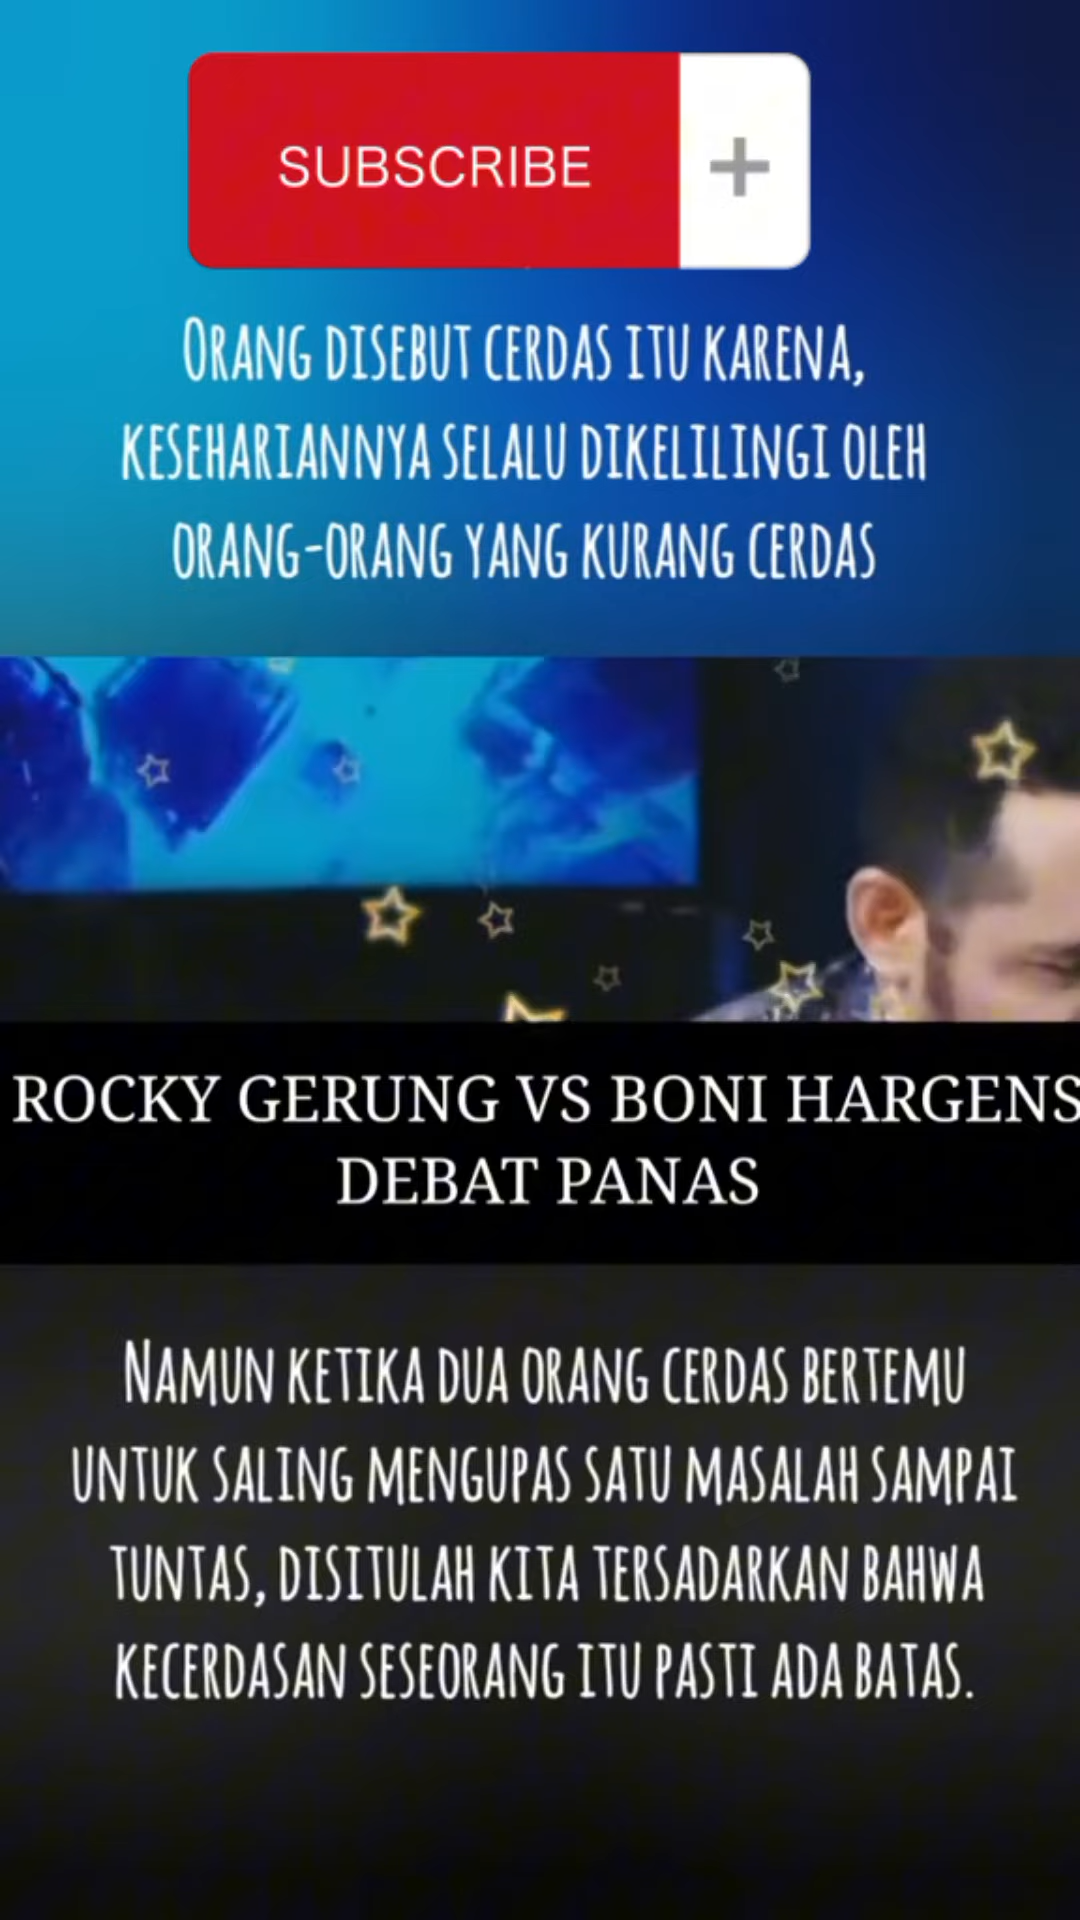 SUBSCRIBE +
ORANG DISEBUT CERDAS ITU KARENA,
KESEHARIANNYA SELALU DIKELILINGI OLEH
ORANG-ORANG YANG KURANG CERDAS
ROCKY GERUNG VS BONI HARGENS
DEBAT PANAS
NAMUN KETIKA DUA ORANG CERDAS BERTEMU
UNTUK SALING MENGUPAS SATU MASALAH SAMPAI
TUNTAS, DISITULAH KITA TERSADARKAN BAHWA
KECERDASAN SESEORANG ITU PASTI ADA BATAS.